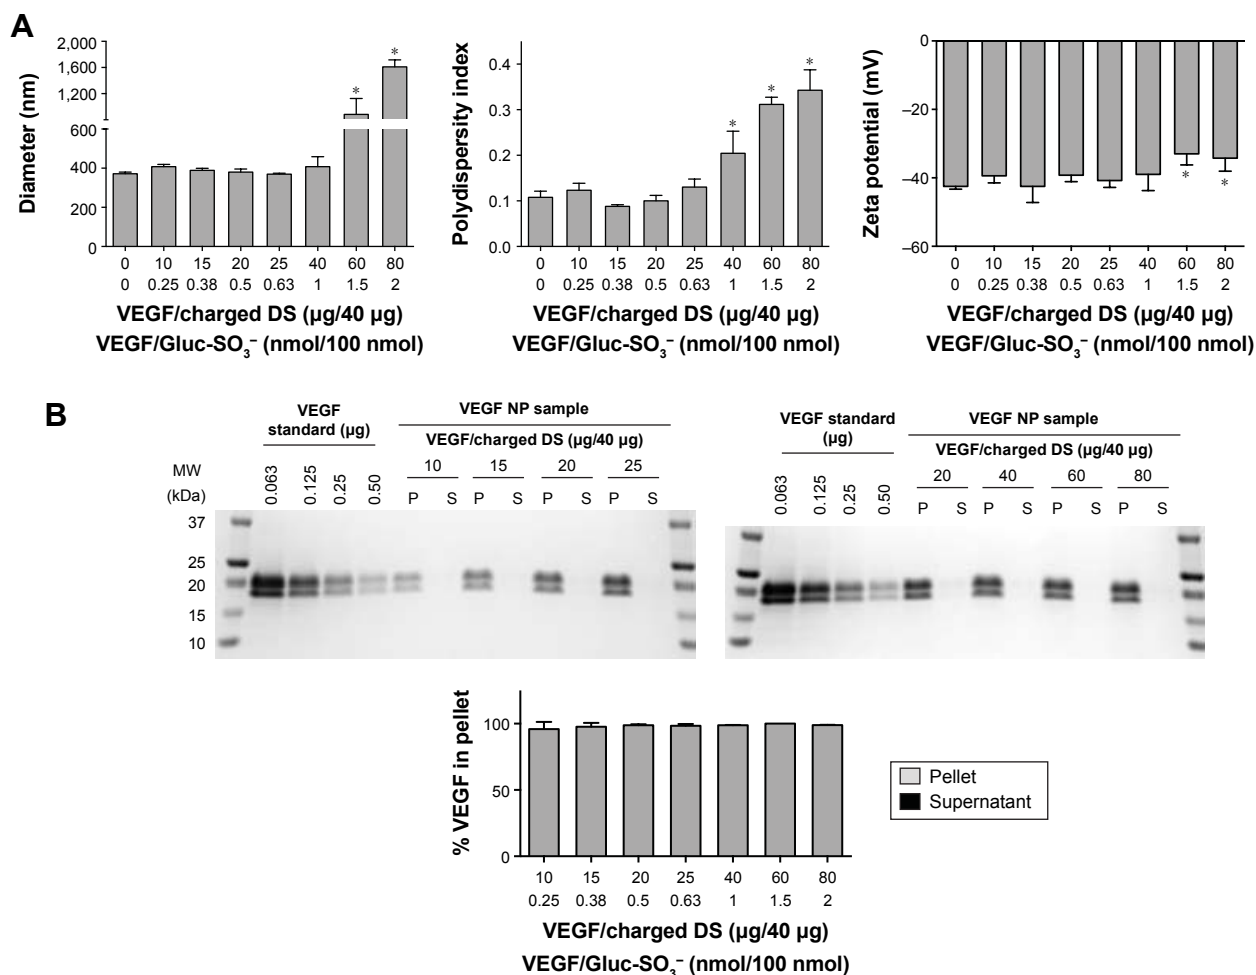 A
Diameter (nm)
2,000
1,600
1,200
600
400
200
0
0 10 15 20 25 40 60 80
0 0.25 0.38 0.5 0.63 1 1.5 2
VEGF/charged DS (µg/40 µg)
VEGF/Gluc-SO₃⁻ (nmol/100 nmol)
* *
Polydispersity index
0.4
0.3
0.2
0.1
0.0
0 10 15 20 25 40 60 80
0 0.25 0.38 0.5 0.63 1 1.5 2
VEGF/charged DS (µg/40 µg)
VEGF/Gluc-SO₃⁻ (nmol/100 nmol)
* * *
Zeta potential (mV)
0
–20
–40
–60
0 10 15 20 25 40 60 80
0 0.25 0.38 0.5 0.63 1 1.5 2
VEGF/charged DS (µg/40 µg)
VEGF/Gluc-SO₃⁻ (nmol/100 nmol)
* *
B
VEGF
standard (µg)
VEGF NP sample
VEGF/charged DS (µg/40 µg)
MW
(kDa)
0.063 0.125 0.25 0.50
10 15 20 25
P S P S P S P S
37
25
20
15
10
VEGF standard
(µg)
VEGF NP sample
VEGF/charged DS (µg/40 µg)
0.063 0.125 0.25 0.50
20 40 60 80
P S P S P S P S
% VEGF in pellet
100
50
0
10 15 20 25 40 60 80
0.25 0.38 0.5 0.63 1 1.5 2
VEGF/charged DS (µg/40 µg)
VEGF/Gluc-SO₃⁻ (nmol/100 nmol)
Pellet
Supernatant